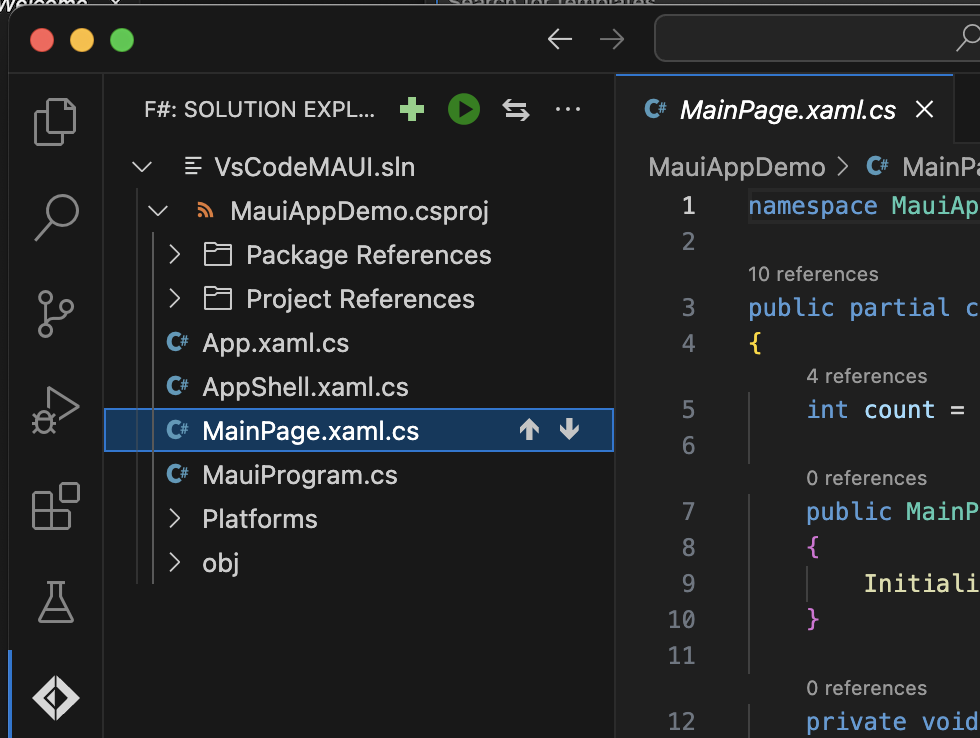 F#: SOLUTION EXPL...
VsCodeMAUI.sln
MauiAppDemo.csproj
Package References
Project References
C# App.xaml.cs
C# AppShell.xaml.cs
C# MainPage.xaml.cs
C# MauiProgram.cs
Platforms
obj
C# MainPage.xaml.cs
MauiAppDemo > C# MainPa
1 namespace MauiAp
2
10 references
3 public partial c
4 {
4 references
5 int count =
6
0 references
7 public MainP
8 {
9 Initiali
10 }
11
0 references
12 private void